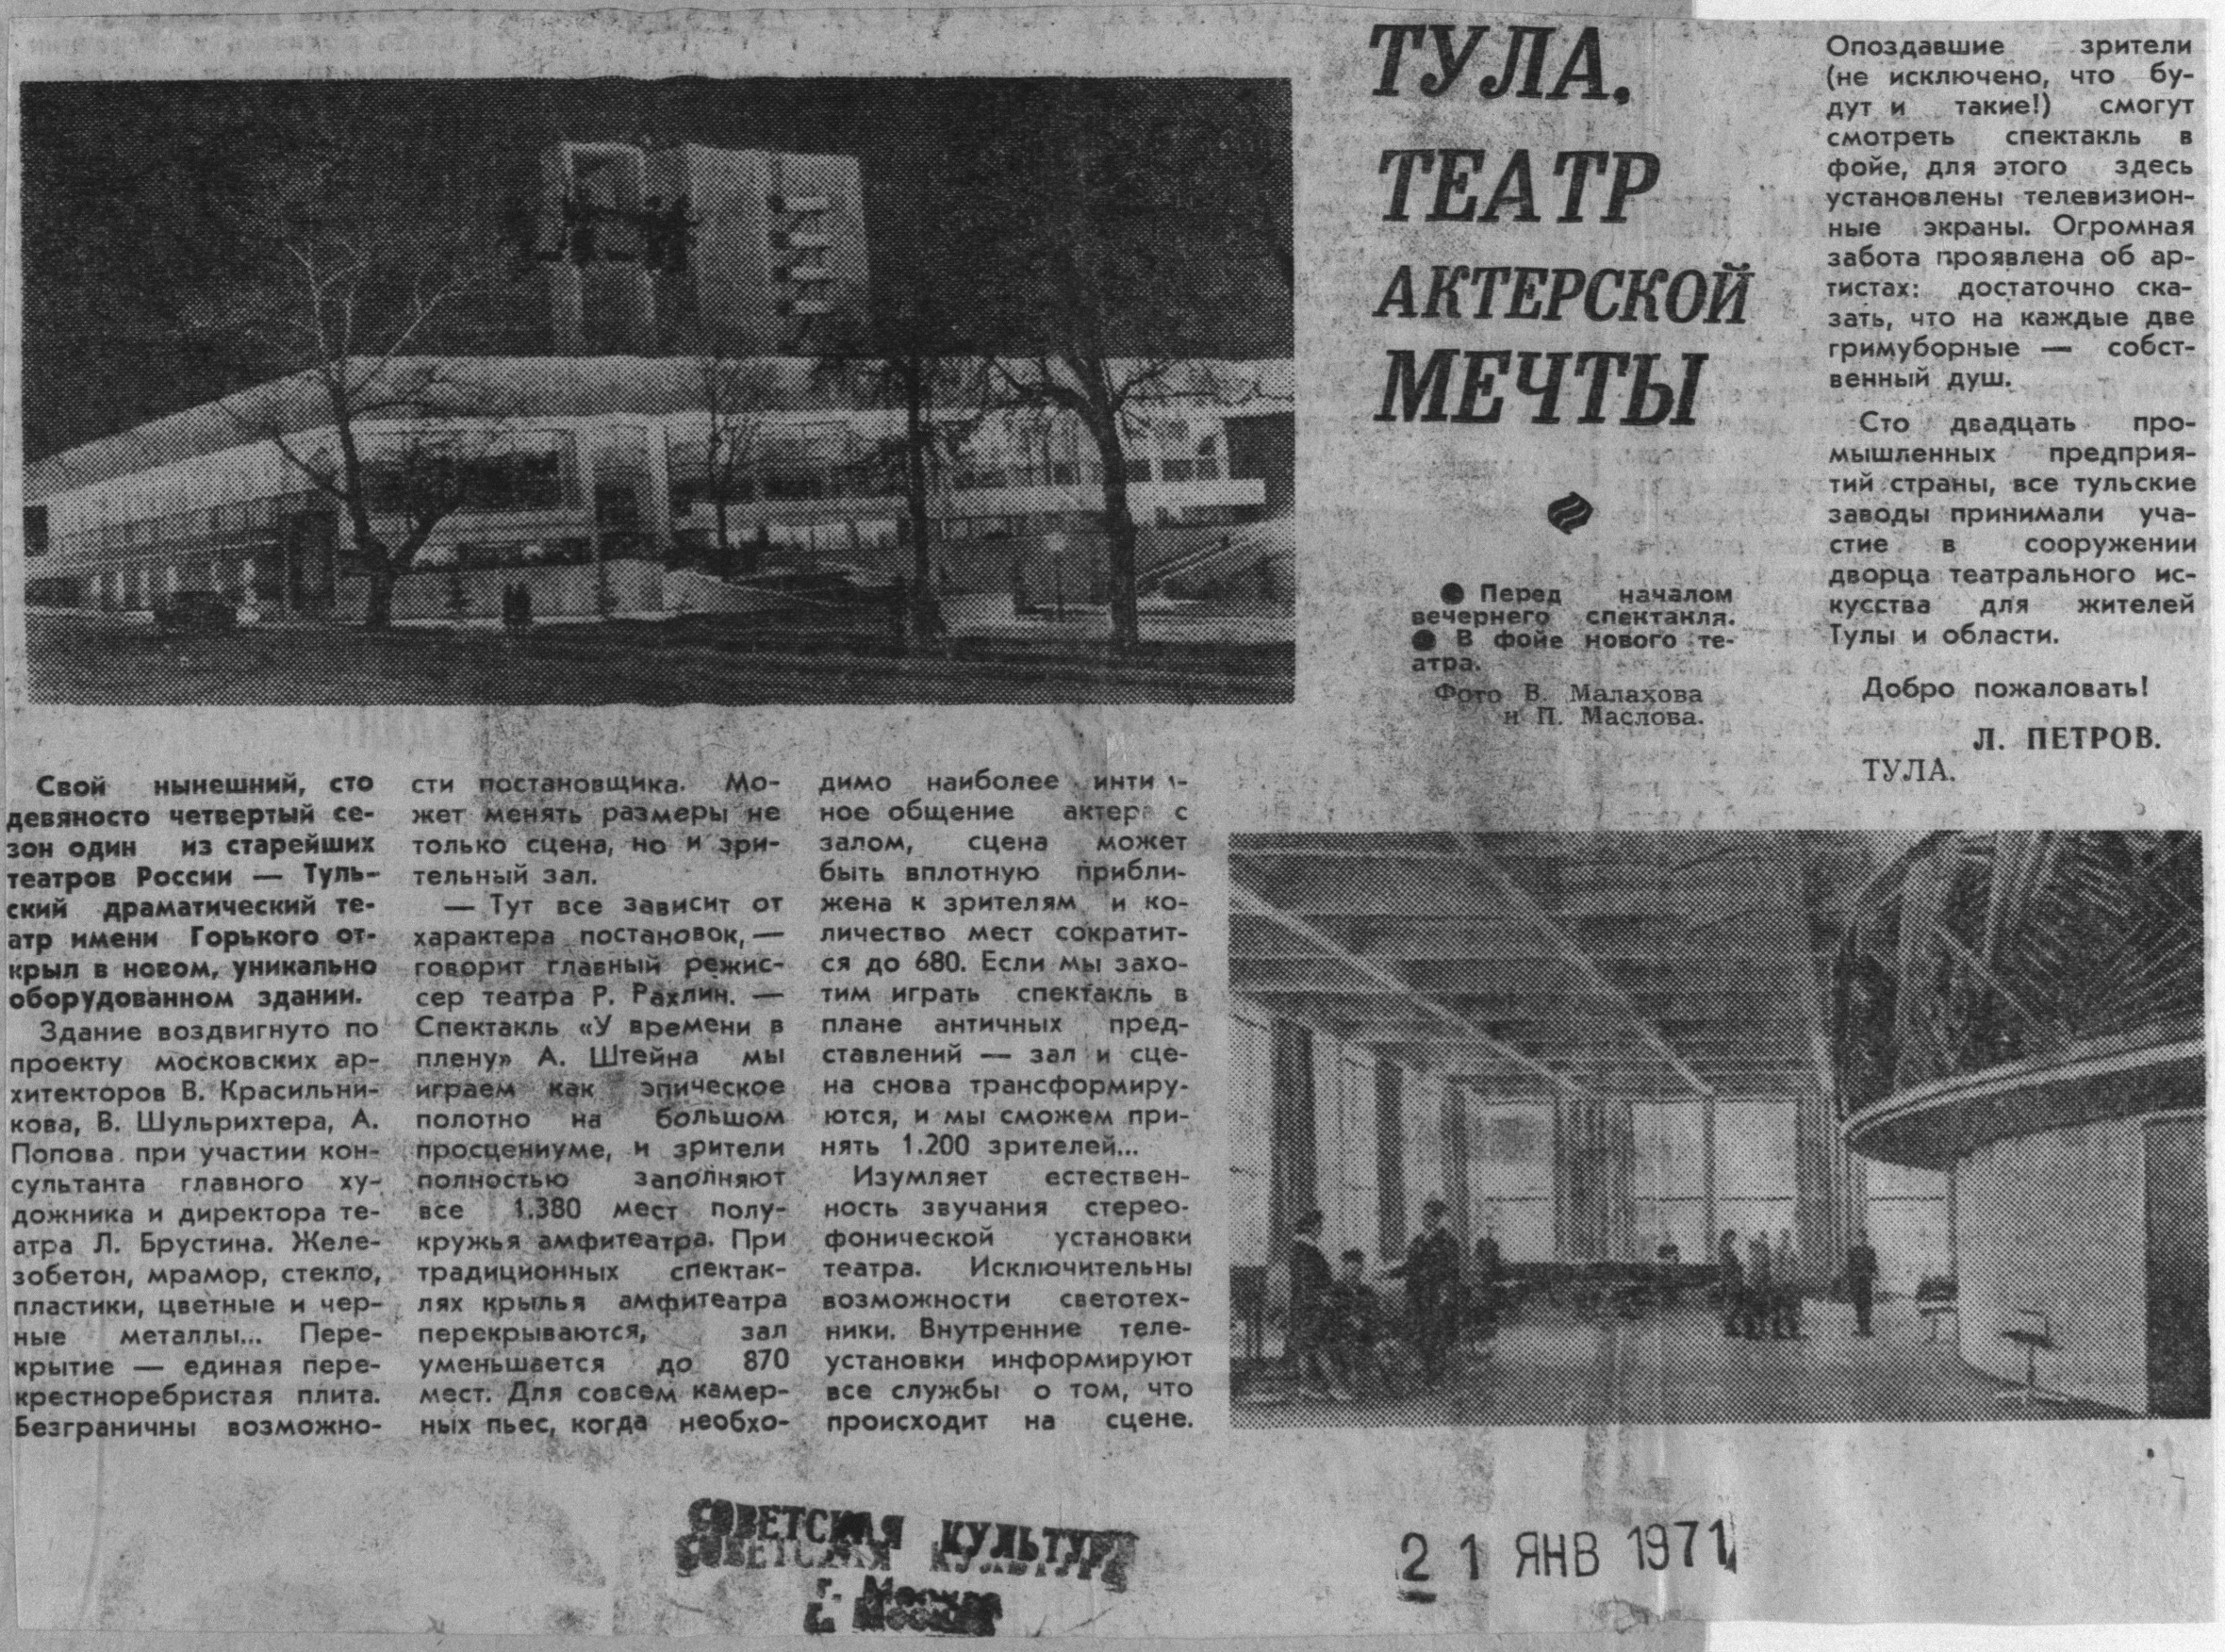 ТУЛА.
ТЕАТР
АКТЕРСКОЙ
МЕЧТЫ
● Перед началом
вечернего спектакля.
● В фойе нового те-
атра.
Фото В. Малахова
и П. Маслова.
Свой нынешний, сто
девяносто четвертый се-
зон один из старейших
театров России — Туль-
ский драматический те-
атр имени Горького от-
крыл в новом, уникально
оборудованном здании.
Здание воздвигнуто по
проекту московских ар-
хитекторов В. Красильни-
кова, В. Шульрихтера, А.
Попова при участии кон-
сультанта главного ху-
дожника и директора те-
атра Л. Брустина. Желе-
зобетон, мрамор, стекло,
пластики, цветные и чер-
ные металлы... Пере-
крытие — единая пере-
крестноребристая плита.
Безграничны возможно-
сти постановщика. Мо-
жет менять размеры не
только сцена, но и зри-
тельный зал.
— Тут все зависит от
характера постановок, —
говорит главный режис-
сер театра Р. Рахлин. —
Спектакль «У времени в
плену» А. Штейна мы
играем как эпическое
полотно на большом
просцениуме, и зрители
полностью заполняют
все 1.380 мест полу-
кружья амфитеатра. При
традиционных спектак-
лях крылья амфитеатра
перекрываются, зал
уменьшается до 870
мест. Для совсем камер-
ных пьес, когда необхо-
димо наиболее интим-
ное общение актера с
залом, сцена может
быть вплотную прибли-
жена к зрителям и ко-
личество мест сократит-
ся до 680. Если мы захо-
тим играть спектакль в
плане античных пред-
ставлений — зал и сце-
на снова трансформиру-
ются, и мы сможем при-
нять 1.200 зрителей...
Изумляет естествен-
ность звучания стерео-
фонической установки
театра. Исключительны
возможности светотех-
ники. Внутренние теле-
установки информируют
все службы о том, что
происходит на сцене.
Опоздавшие зрители
(не исключено, что бу-
дут и такие!) смогут
смотреть спектакль в
фойе, для этого здесь
установлены телевизион-
ные экраны. Огромная
забота проявлена об ар-
тистах: достаточно ска-
зать, что на каждые две
гримуборные — собст-
венный душ.
Сто двадцать про-
мышленных предприя-
тий страны, все тульские
заводы принимали уча-
стие в сооружении
дворца театрального ис-
кусства для жителей
Тулы и области.
Добро пожаловать!
Л. ПЕТРОВ.
ТУЛА.
СОВЕТСКАЯ КУЛЬТУРА
г. Москва
21 ЯНВ 1971